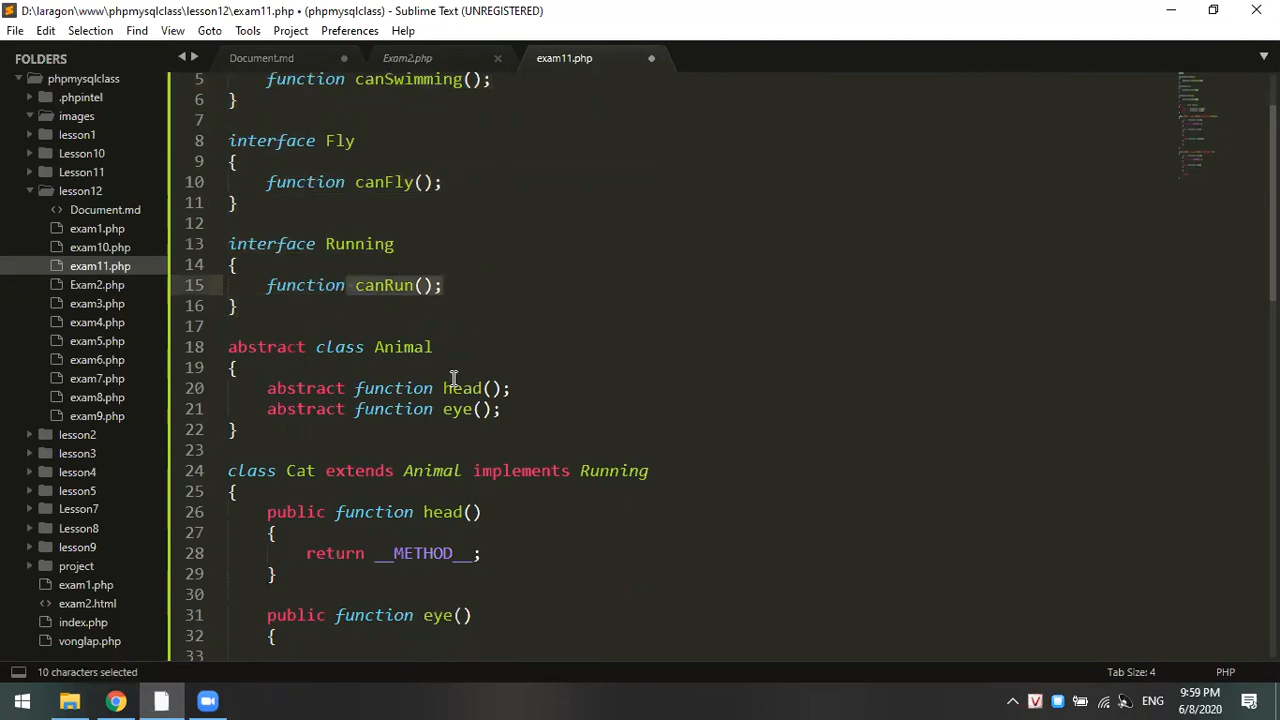 D:\laragon\www\phpmysqlclass\lesson12\exam11.php • (phpmysqlclass) - Sublime Text (UNREGISTERED)
File Edit Selection Find View Goto Tools Project Preferences Help
FOLDERS
phpmysqlclass
.phpintel
images
lesson1
Lesson10
Lesson11
lesson12
Document.md
exam1.php
exam10.php
exam11.php
Exam2.php
exam3.php
exam4.php
exam5.php
exam6.php
exam7.php
exam8.php
exam9.php
lesson2
lesson3
lesson4
lesson5
Lesson7
Lesson8
lesson9
project
exam1.php
exam2.html
index.php
vonglap.php
Document.md Exam2.php exam11.php
5 function canSwimming();
6 }
7
8 interface Fly
9 {
10 function canFly();
11 }
12
13 interface Running
14 {
15 function canRun();
16 }
17
18 abstract class Animal
19 {
20 abstract function head();
21 abstract function eye();
22 }
23
24 class Cat extends Animal implements Running
25 {
26 public function head()
27 {
28 return __METHOD__;
29 }
30
31 public function eye()
32 {
33
10 characters selected Tab Size: 4 PHP
ENG
9:59 PM
6/8/2020